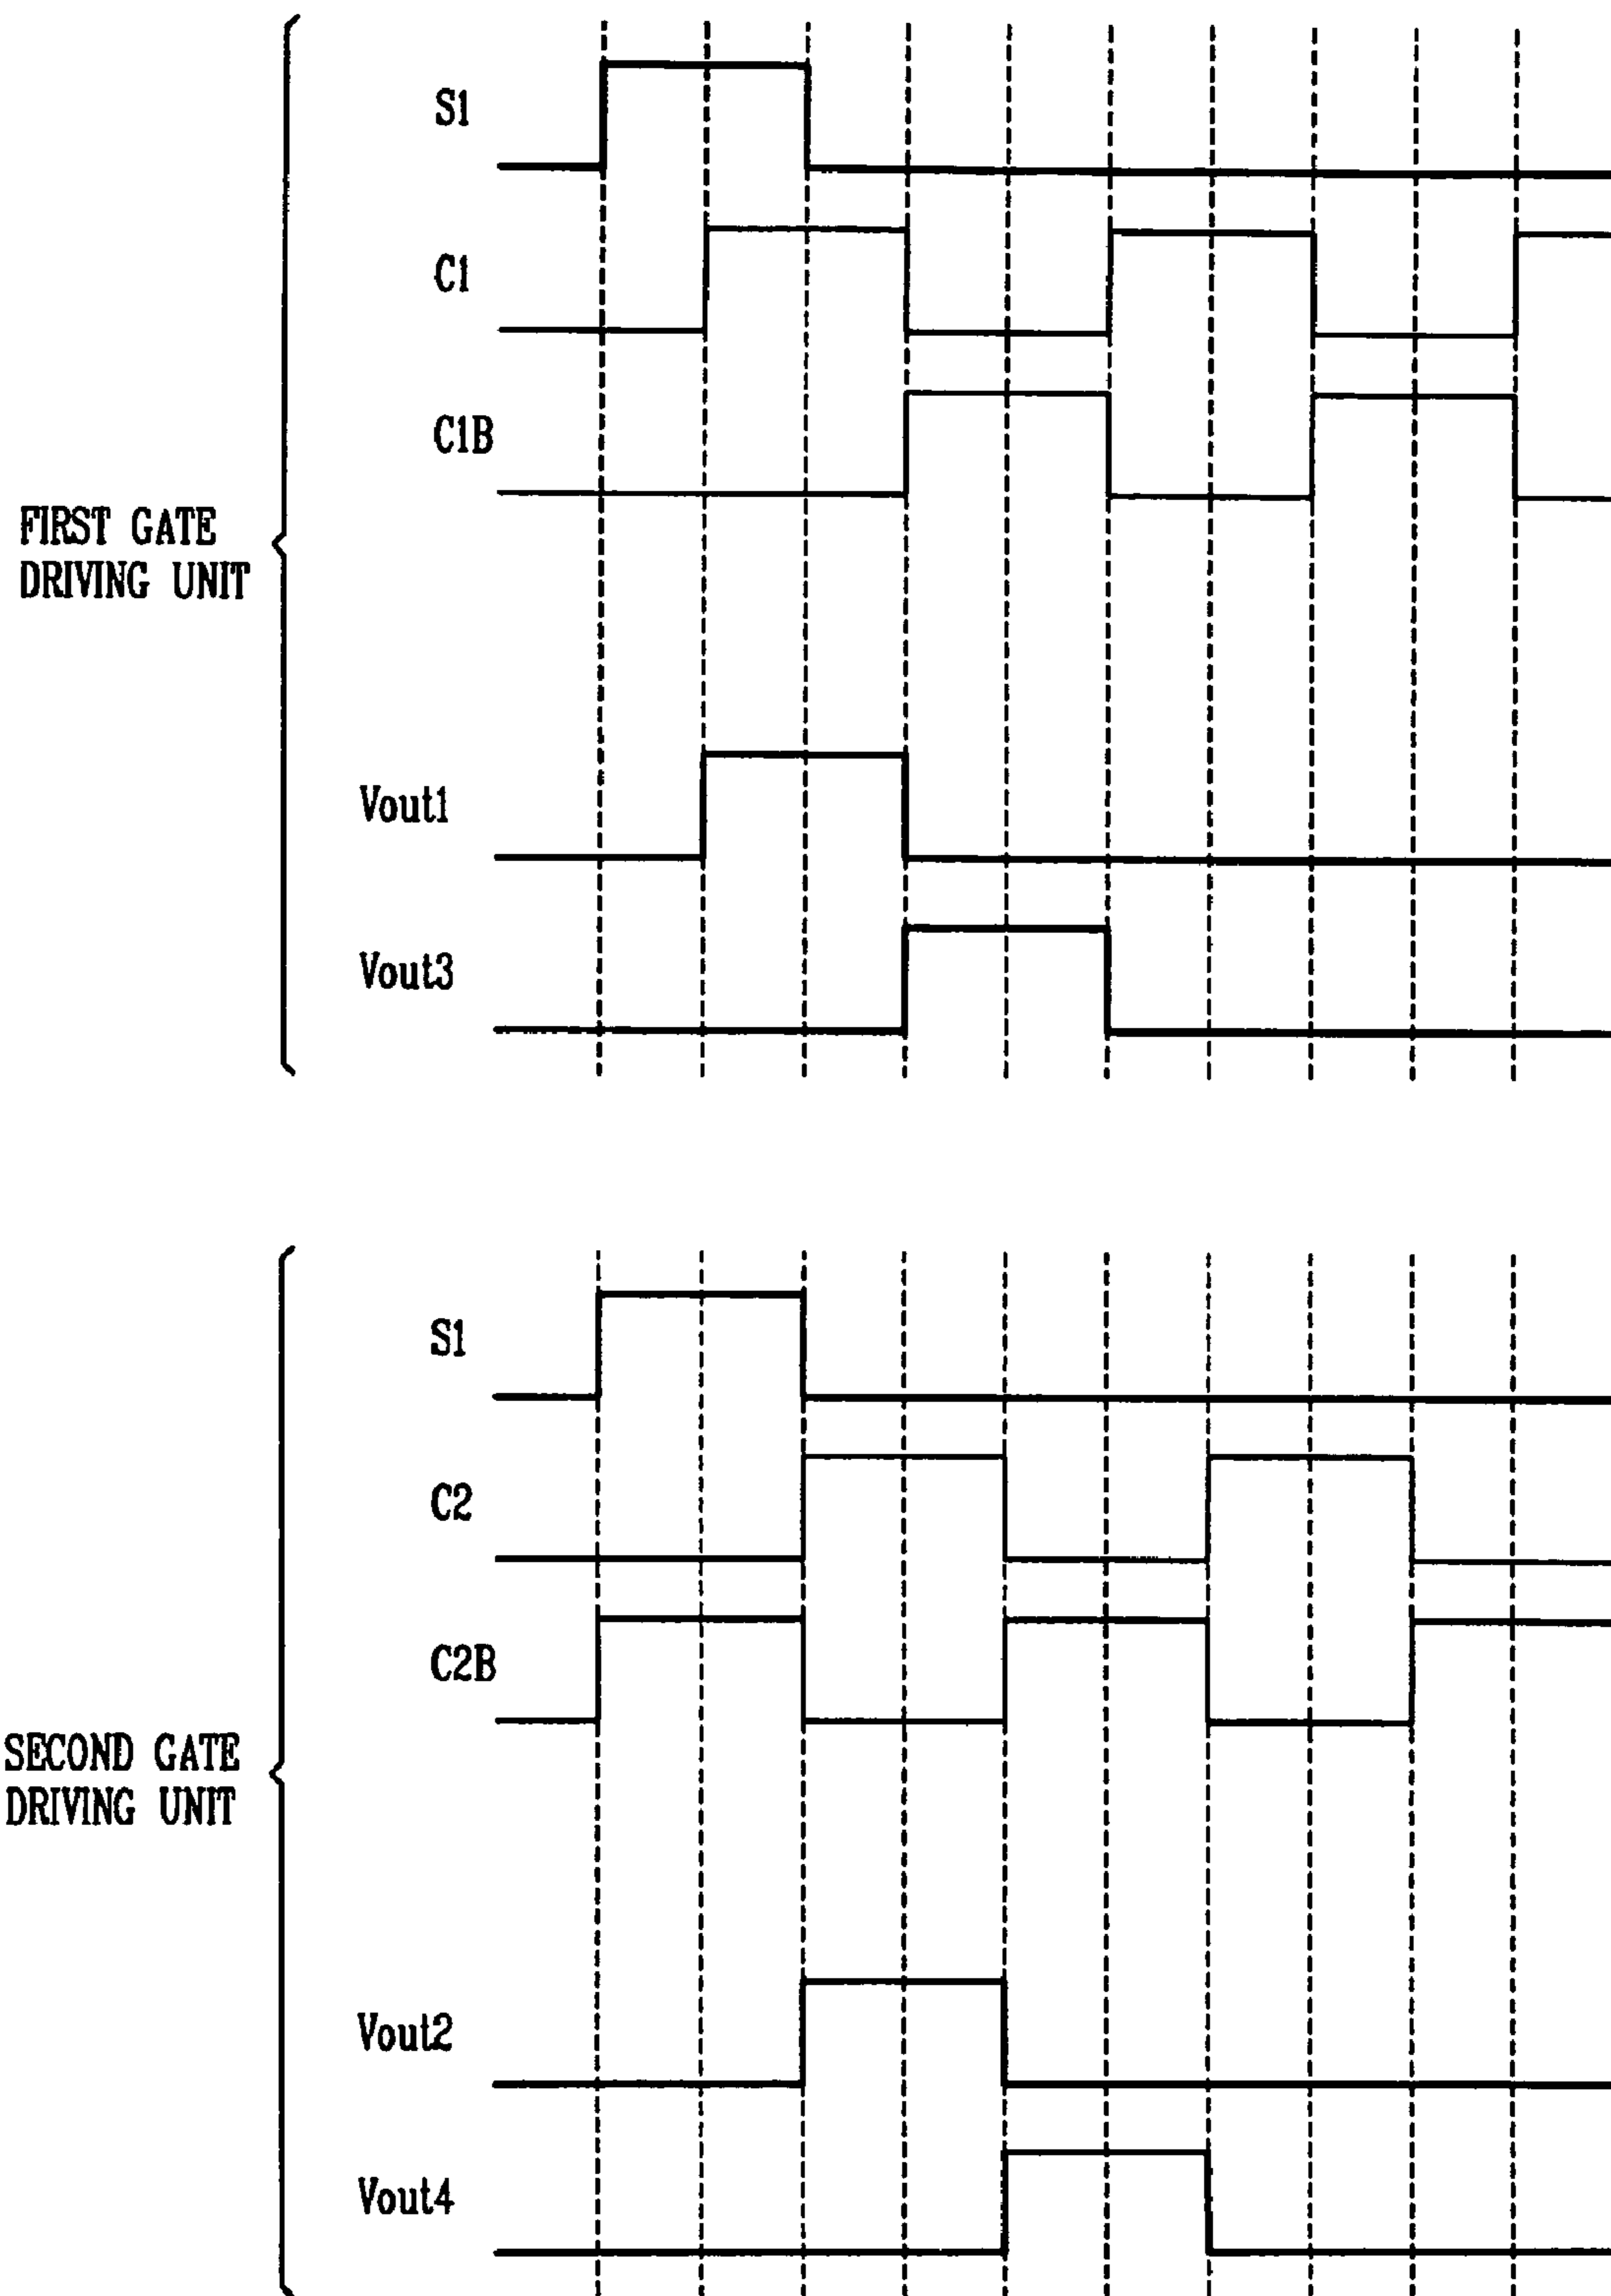 S1
C1
C1B
FIRST GATE
DRIVING UNIT
Vout1
Vout3
S1
C2
C2B
SECOND GATE
DRIVING UNIT
Vout2
Vout4